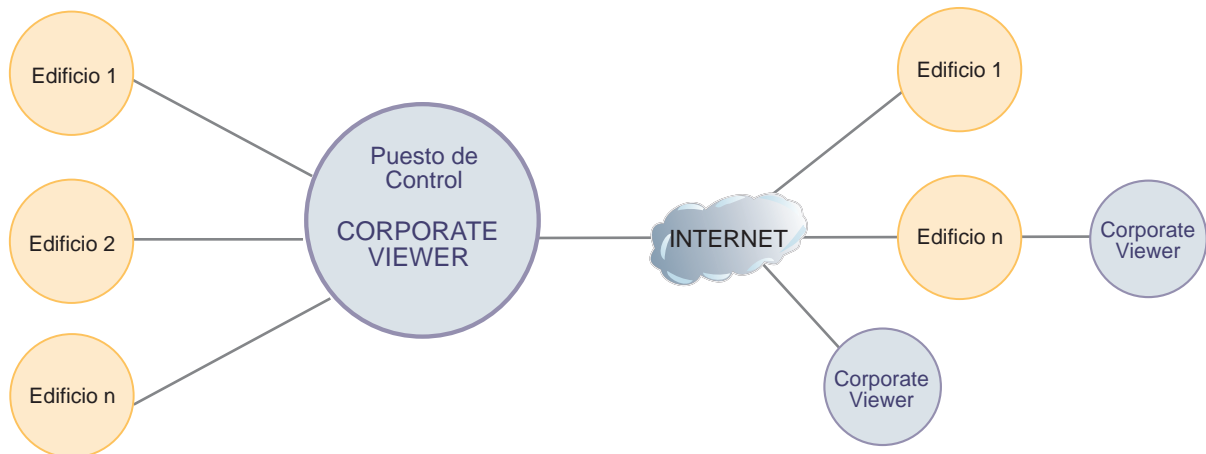 Edificio 1
Edificio 2
Edificio n
Puesto de
Control
CORPORATE
VIEWER
INTERNET
Edificio 1
Edificio n
Corporate
Viewer
Corporate
Viewer